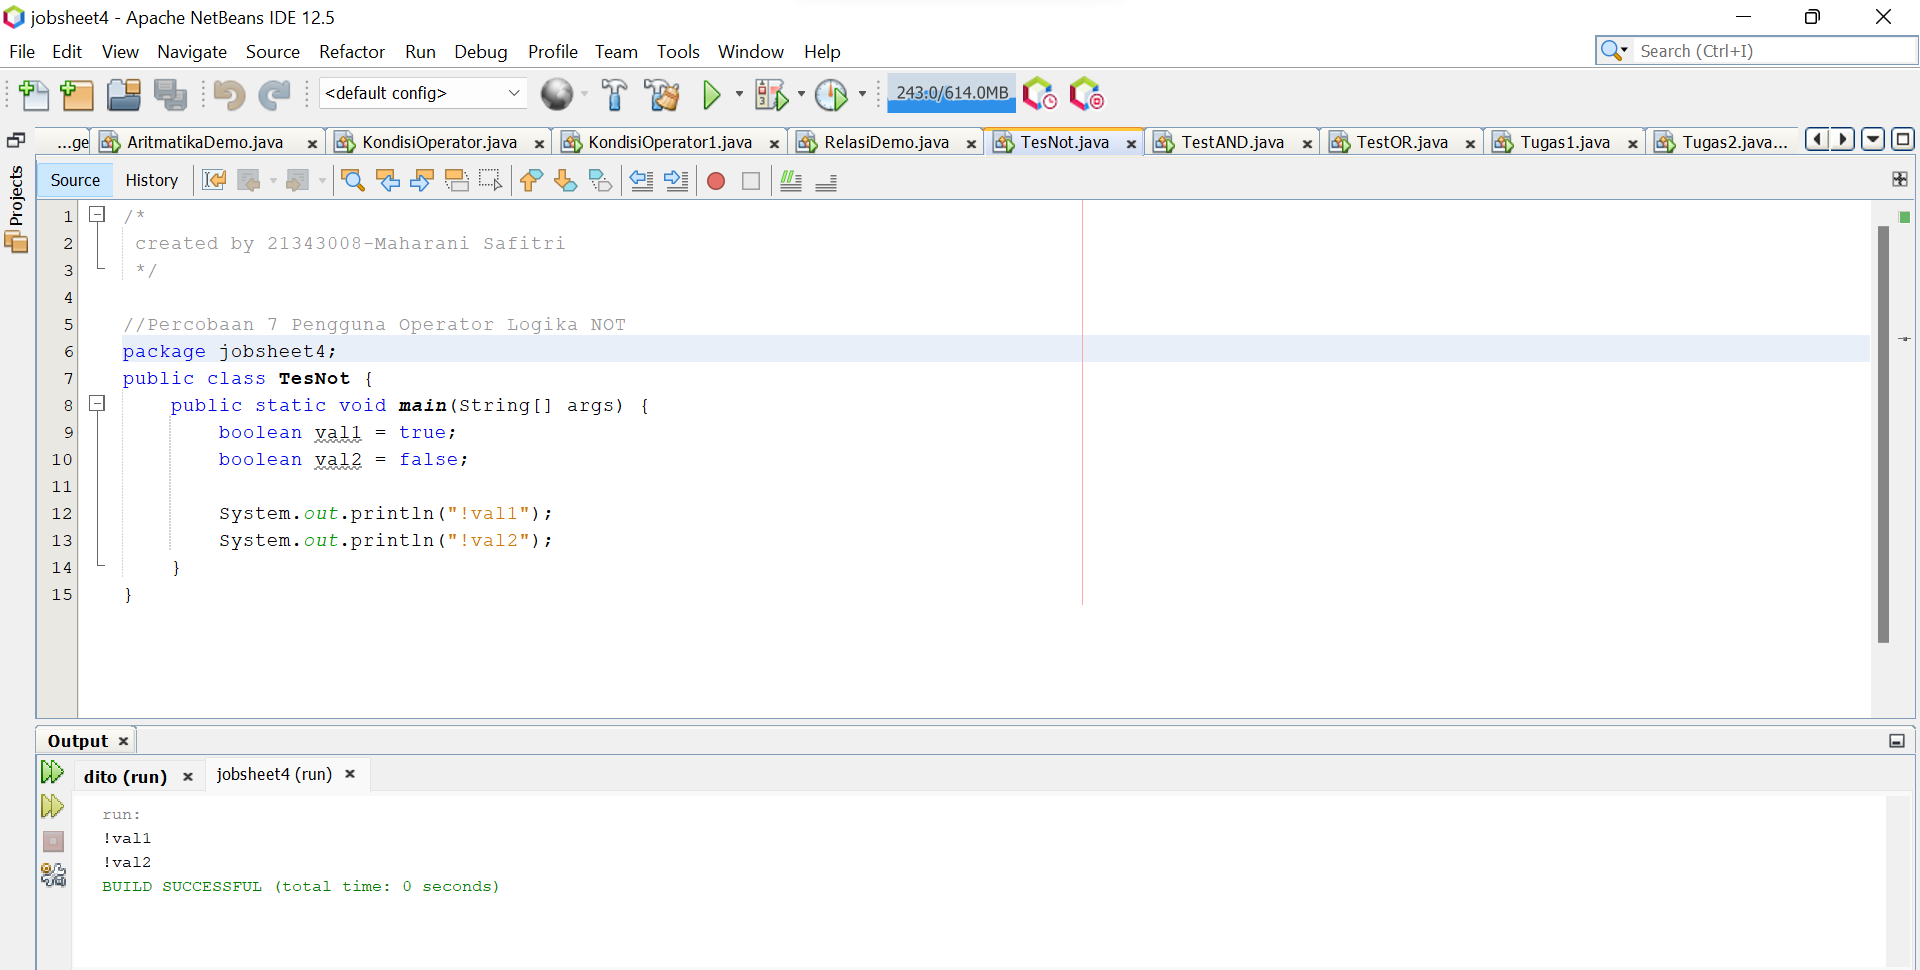 jobsheet4 - Apache NetBeans IDE 12.5
File Edit View Navigate Source Refactor Run Debug Profile Team Tools Window Help
Search (Ctrl+I)
<default config>
243.0/614.0MB
...ge AritmatikaDemo.java KondisiOperator.java KondisiOperator1.java RelasiDemo.java TesNot.java TestAND.java TestOR.java Tugas1.java Tugas2.java...
Projects
Source History
1 /*
2 created by 21343008-Maharani Safitri
3 */
4
5 //Percobaan 7 Pengguna Operator Logika NOT
6 package jobsheet4;
7 public class TesNot {
8 public static void main(String[] args) {
9 boolean val1 = true;
10 boolean val2 = false;
11
12 System.out.println("!val1");
13 System.out.println("!val2");
14 }
15 }
Output
dito (run) jobsheet4 (run)
run:
!val1
!val2
BUILD SUCCESSFUL (total time: 0 seconds)